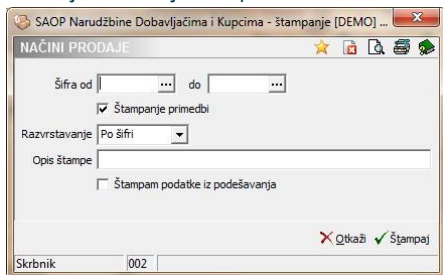 SAOP Narudžbine Dobavljačima i Kupcima - štampanje [DEMO] ...
NAČINI PRODAJE
Šifra od ... do ...
Štampanje primedbi
Razvrstavanje Po šifri
Opis štampe
Štampam podatke iz podešavanja
Otkaži Štampaj
Skrbnik 002